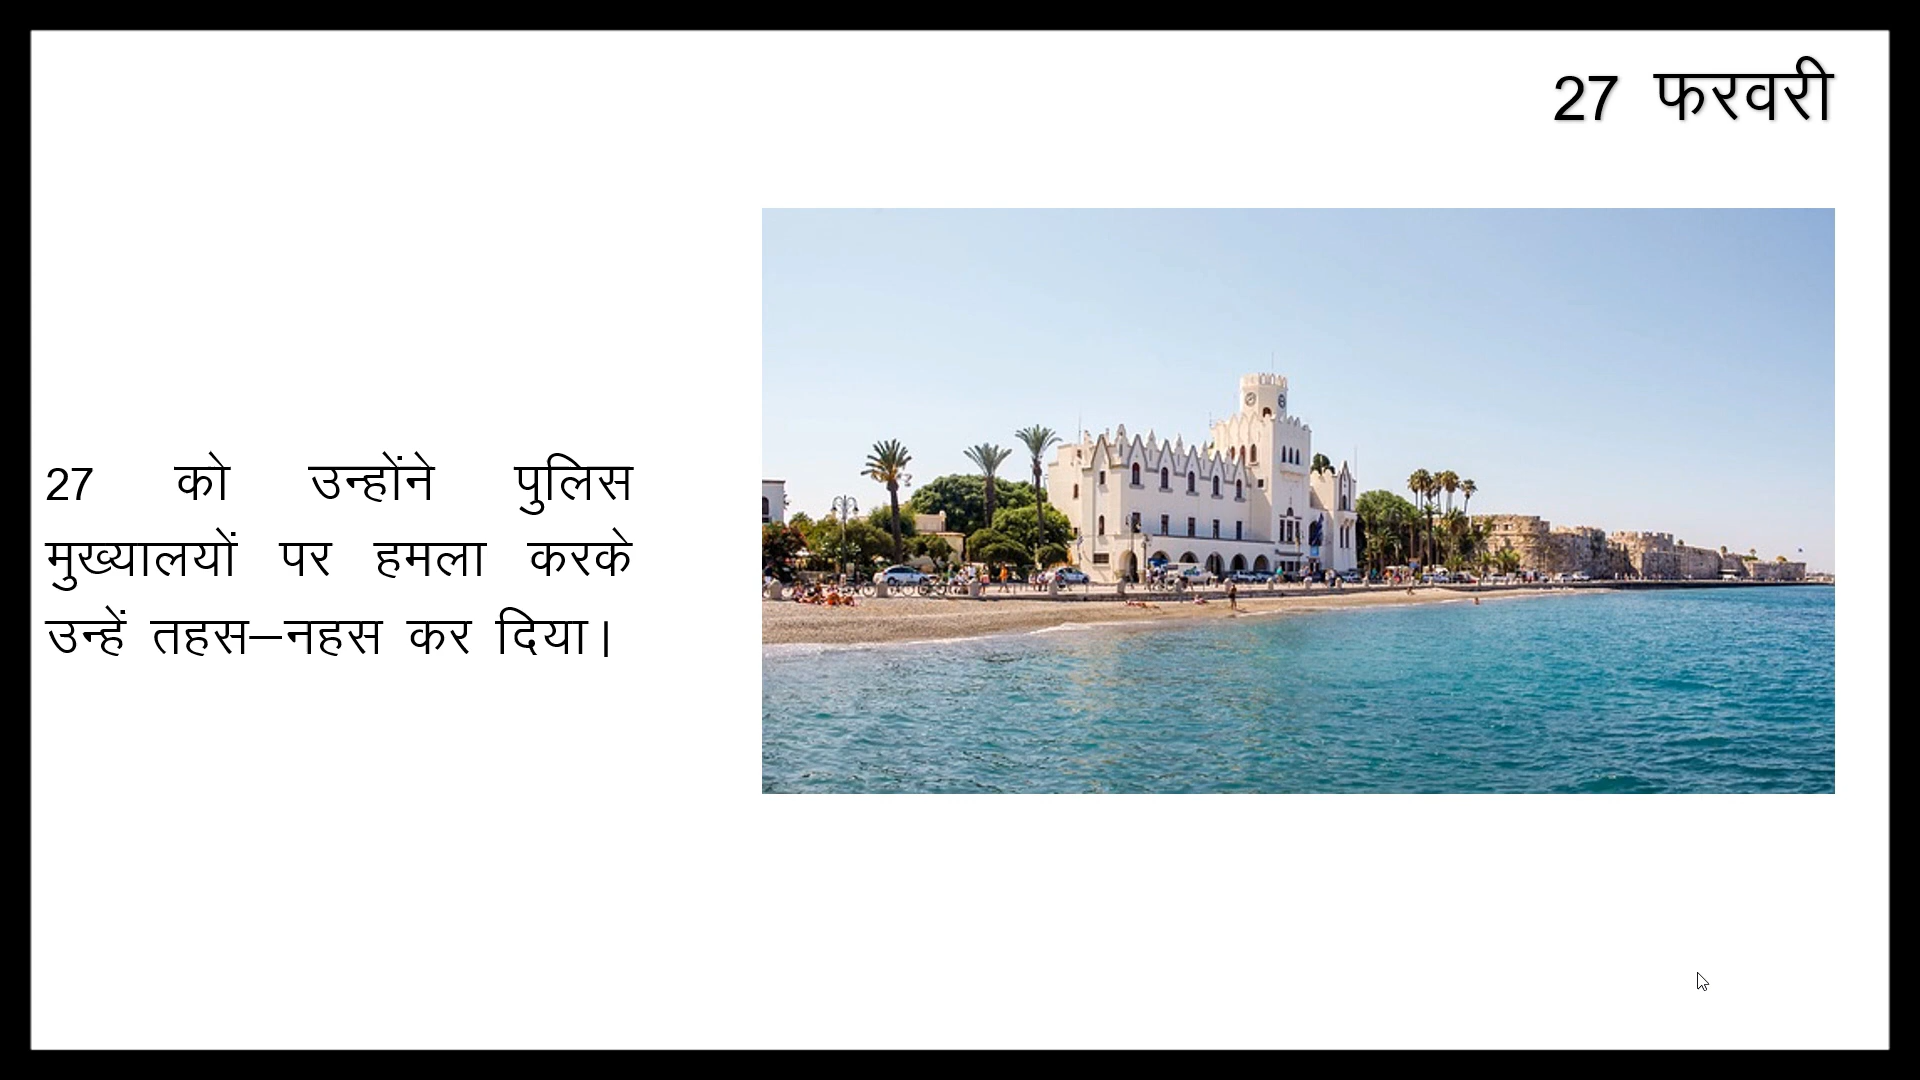 27 फरवरी
27 को उन्होंने पुलिस
मुख्यालयों पर हमला करके
उन्हें तहस–नहस कर दिया।